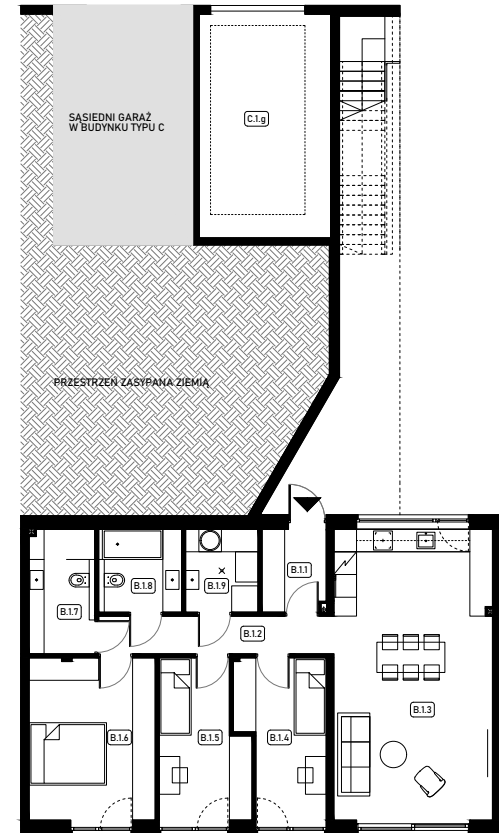 SĄSIEDNI GARAŻ
W BUDYNKU TYPU C
C.1.g
PRZESTRZEŃ ZASYPANA ZIEMIĄ
B.1.1
B.1.8
B.1.9
B.1.7
B.1.2
B.1.3
B.1.6
B.1.5
B.1.4